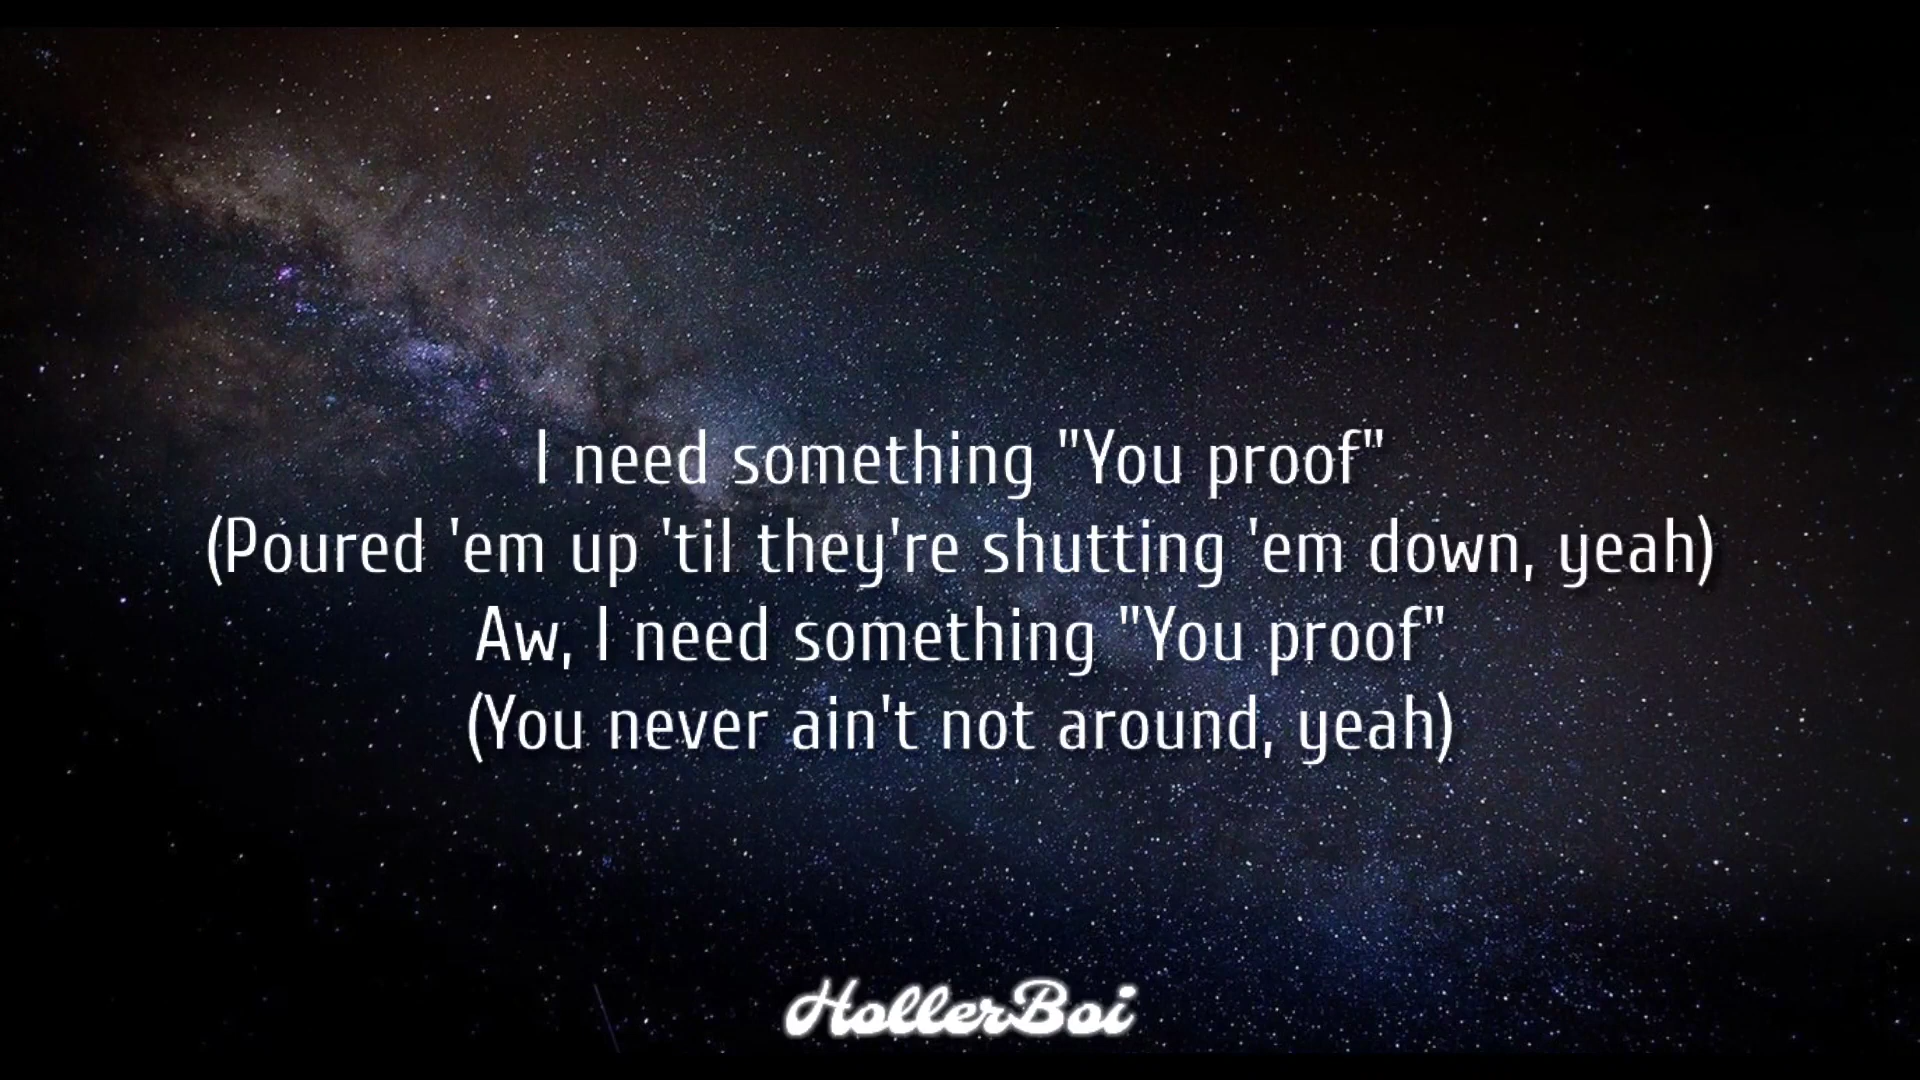 I need something "You proof"
(Poured 'em up 'til they're shutting 'em down, yeah)
Aw, I need something "You proof"
(You never ain't not around, yeah)
HollerBoi